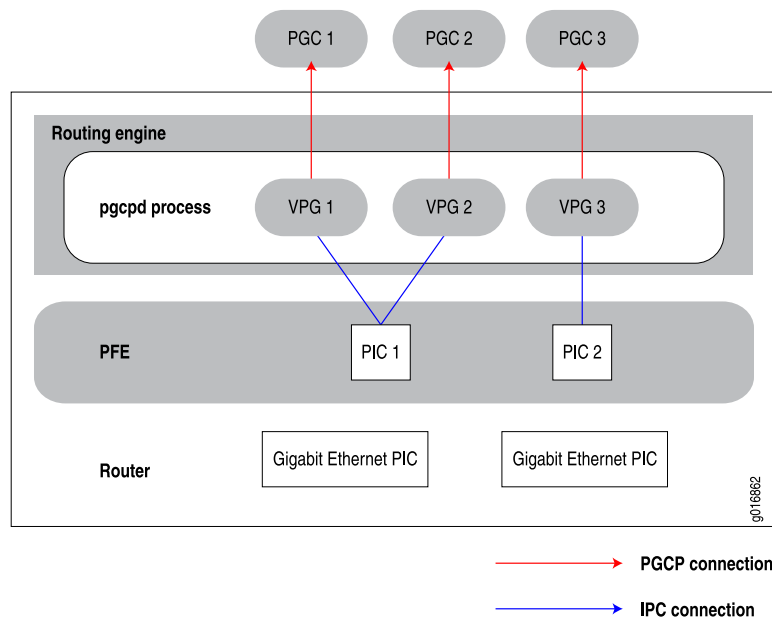 PGC 1
PGC 2
PGC 3
Routing engine
pgcpd process
VPG 1
VPG 2
VPG 3
PFE
PIC 1
PIC 2
Router
Gigabit Ethernet PIC
Gigabit Ethernet PIC
g016862
PGCP connection
IPC connection